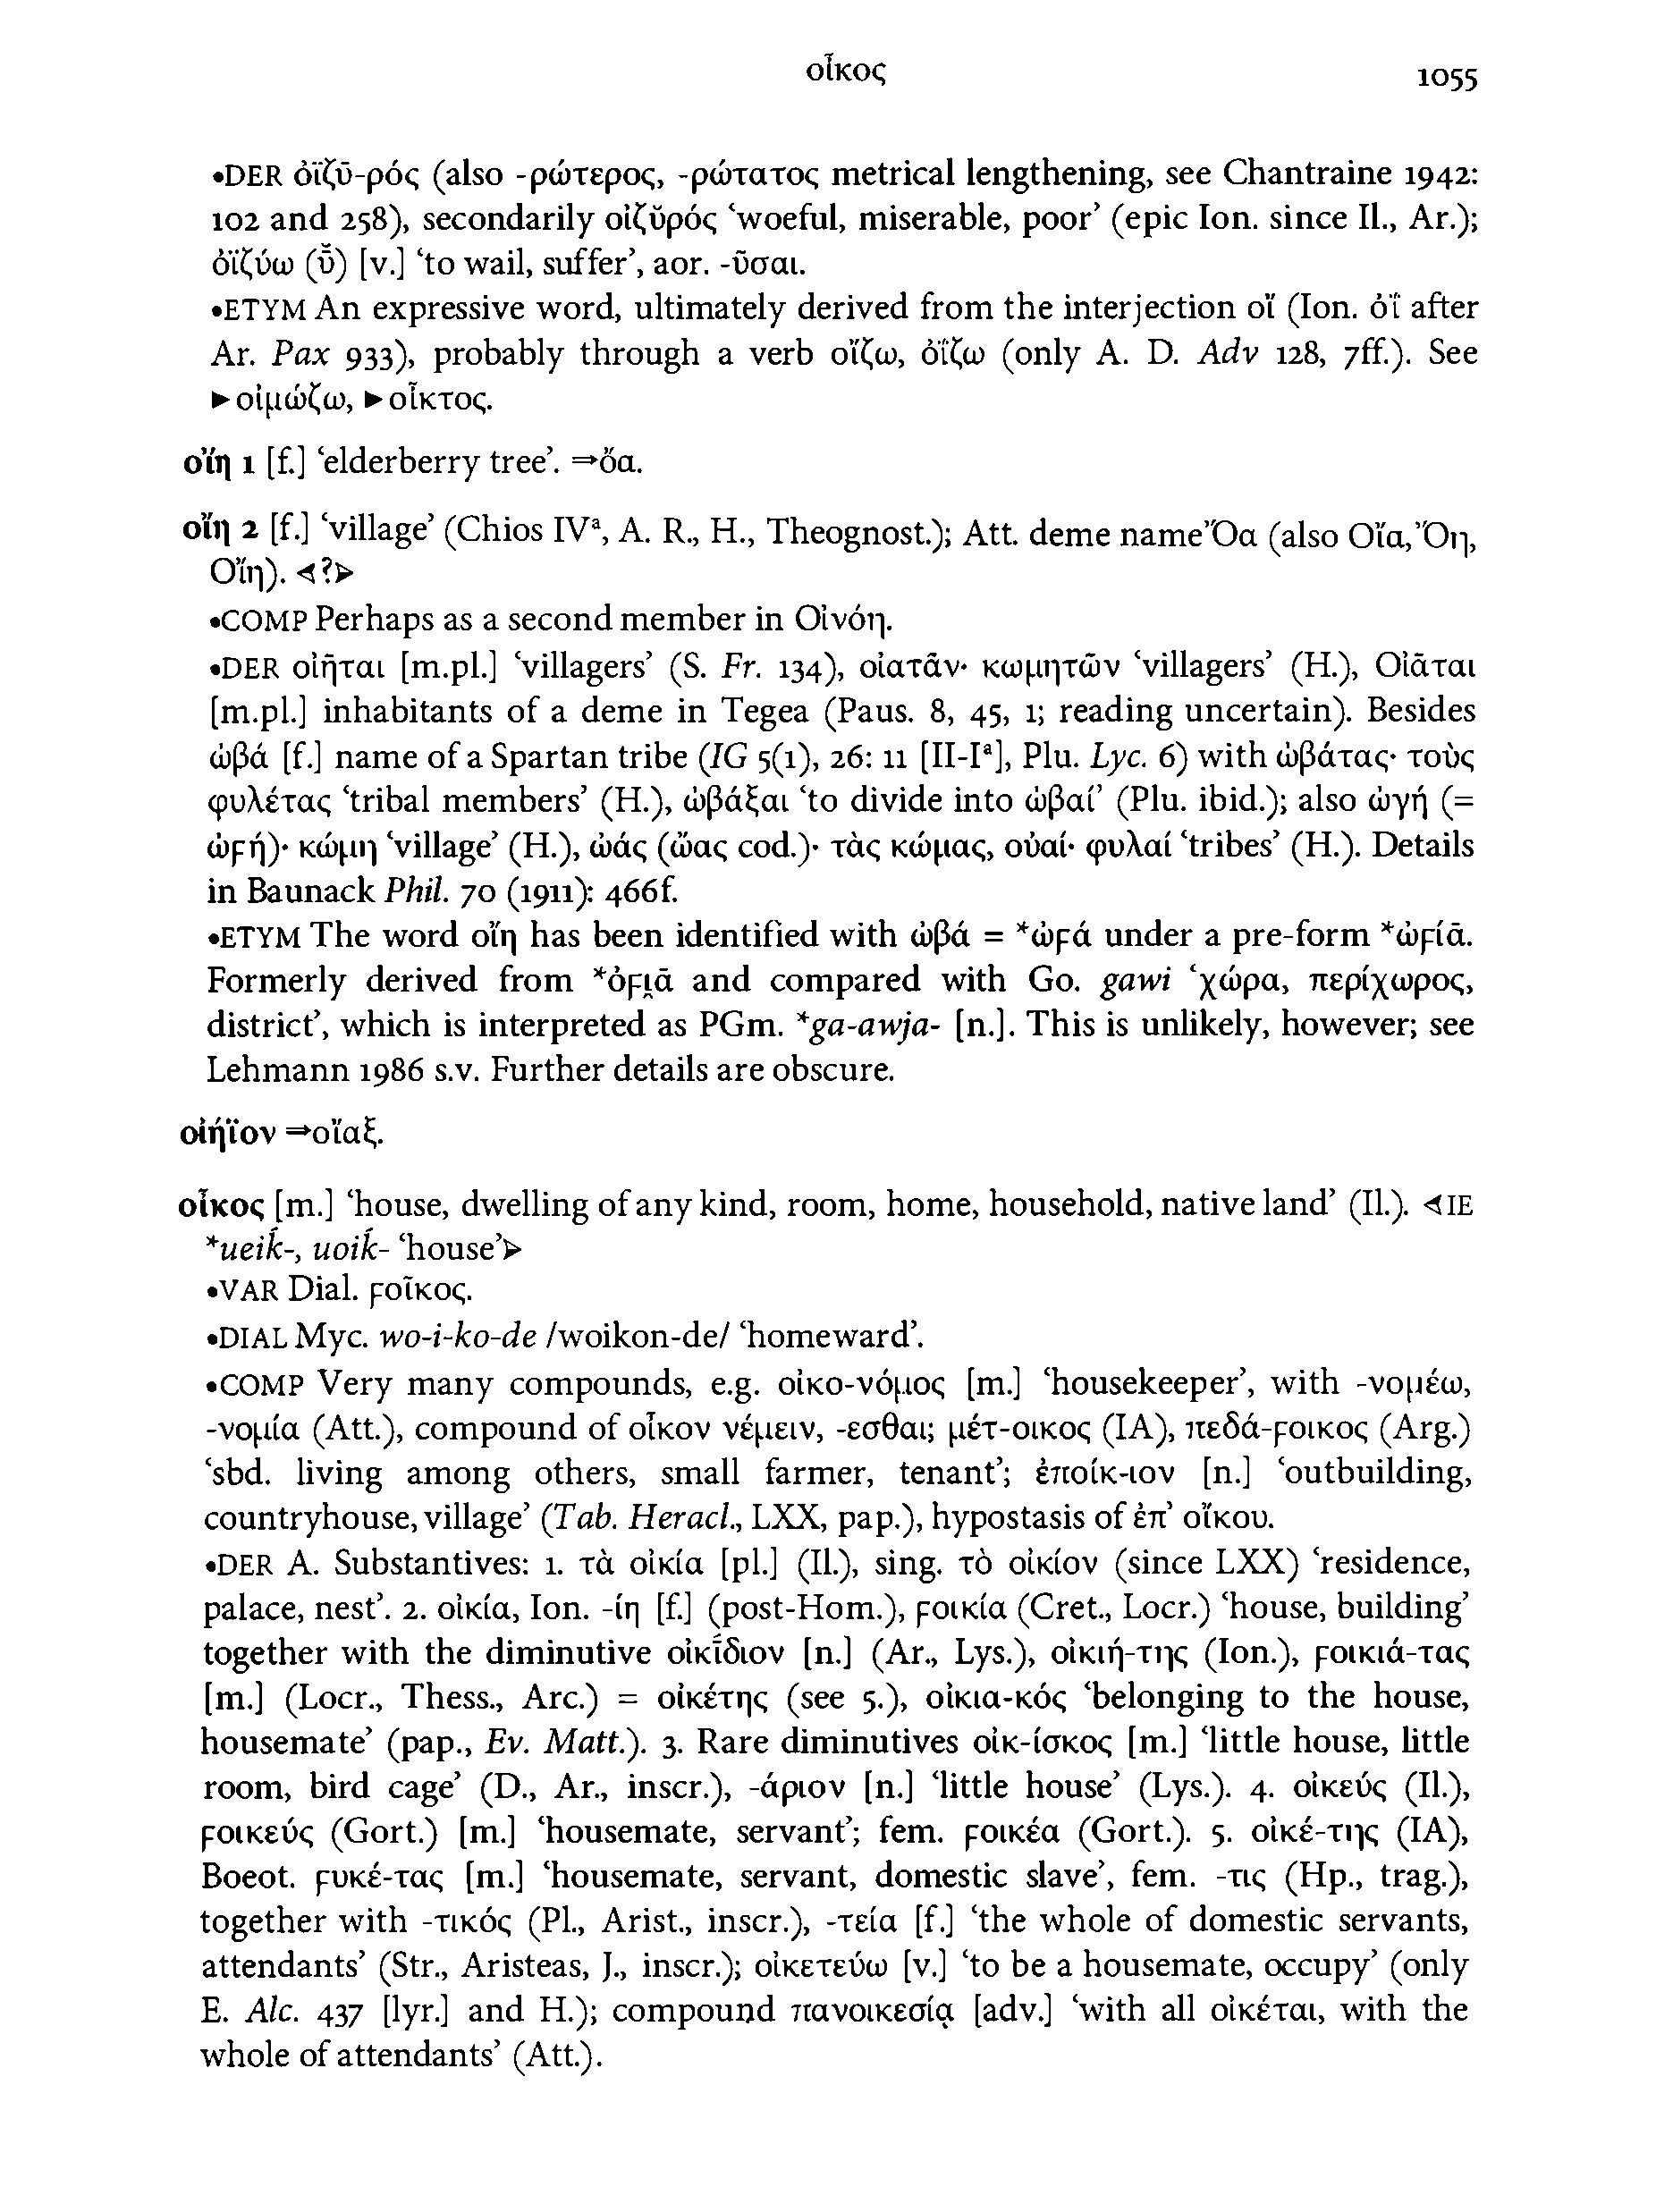 οἶκος 1055
•DER ὀϊζῡ-ρός (also -ρώτερος, -ρώτατος metrical lengthening, see Chantraine 1942:
102 and 258), secondarily οἰζῡρός ‘woeful, miserable, poor’ (epic Ion. since Il., Ar.);
ὀϊζύω (ῡ̆) [v.] ‘to wail, suffer’, aor. -ῦσαι.
•ETYM An expressive word, ultimately derived from the interjection οἴ (Ion. ὀΐ after
Ar. Pax 933), probably through a verb οἴζω, ὀΐζω (only A. D. Adv 128, 7ff.). See
►οἰμώζω, ►οἶκτος.
οἴη 1 [f.] ‘elderberry tree’. ⇒ὄα.
οἴη 2 [f.] ‘village’ (Chios IVᵃ, A. R., H., Theognost.); Att. deme name Ὄα (also Οἴα, Ὄη,
Οἴη). ⊲?⊳
•COMP Perhaps as a second member in Οἰνόη.
•DER οἰῆται [m.pl.] ‘villagers’ (S. Fr. 134), οἰατᾶν· κωμητῶν ‘villagers’ (H.), Οἰᾶται
[m.pl.] inhabitants of a deme in Tegea (Paus. 8, 45, 1; reading uncertain). Besides
ὠβά [f.] name of a Spartan tribe (IG 5(1), 26: 11 [II-Iᵃ], Plu. Lyc. 6) with ὠβάτας· τοὺς
φυλέτας ‘tribal members’ (H.), ὠβάξαι ‘to divide into ὠβαί’ (Plu. ibid.); also ὠγή (=
ὠϝή)· κώμη ‘village’ (H.), ὠάς (ὤας cod.)· τὰς κώμας, οὐαί· φυλαί ‘tribes’ (H.). Details
in Baunack Phil. 70 (1911): 466f.
•ETYM The word οἴη has been identified with ὠβά = *ὠϝά under a pre-form *ὠϝίᾱ.
Formerly derived from *ὀϝι̯ᾱ and compared with Go. gawi ‘χώρα, περίχωρος,
district’, which is interpreted as PGm. *ga-awja- [n.]. This is unlikely, however; see
Lehmann 1986 s.v. Further details are obscure.
οἰήϊον ⇒οἴαξ.
οἶκος [m.] ‘house, dwelling of any kind, room, home, household, native land’ (Il.). ⊲IE
*ueiḱ-, uoiḱ- ‘house’⊳
•VAR Dial. ϝοῖκος.
•DIAL Myc. wo-i-ko-de /woikon-de/ ‘homeward’.
•COMP Very many compounds, e.g. οἰκο-νόμος [m.] ‘housekeeper’, with -νομέω,
-νομία (Att.), compound of οἶκον νέμειν, -εσθαι; μέτ-οικος (IA), πεδά-ϝοικος (Arg.)
‘sbd. living among others, small farmer, tenant’; ἐποίκ-ιον [n.] ‘outbuilding,
countryhouse, village’ (Tab. Heracl., LXX, pap.), hypostasis of ἐπ’ οἴκου.
•DER A. Substantives: 1. τὰ οἰκία [pl.] (Il.), sing. τὸ οἰκίον (since LXX) ‘residence,
palace, nest’. 2. οἰκία, Ion. -ίη [f.] (post-Hom.), ϝοικία (Cret., Locr.) ‘house, building’
together with the diminutive οἰκῑ́διον [n.] (Ar., Lys.), οἰκιή-της (Ion.), ϝοικιά-τας
[m.] (Locr., Thess., Arc.) = οἰκέτης (see 5.), οἰκια-κός ‘belonging to the house,
housemate’ (pap., Ev. Matt.). 3. Rare diminutives οἰκ-ίσκος [m.] ‘little house, little
room, bird cage’ (D., Ar., inscr.), -άριον [n.] ‘little house’ (Lys.). 4. οἰκεύς (Il.),
ϝοικεύς (Gort.) [m.] ‘housemate, servant’; fem. ϝοικέα (Gort.). 5. οἰκέ-της (IA),
Boeot. ϝυκέ-τας [m.] ‘housemate, servant, domestic slave’, fem. -τις (Hp., trag.),
together with -τικός (Pl., Arist., inscr.), -τεία [f.] ‘the whole of domestic servants,
attendants’ (Str., Aristeas, J., inscr.); οἰκετεύω [v.] ‘to be a housemate, occupy’ (only
E. Alc. 437 [lyr.] and H.); compound πανοικεσίᾳ [adv.] ‘with all οἰκέται, with the
whole of attendants’ (Att.).